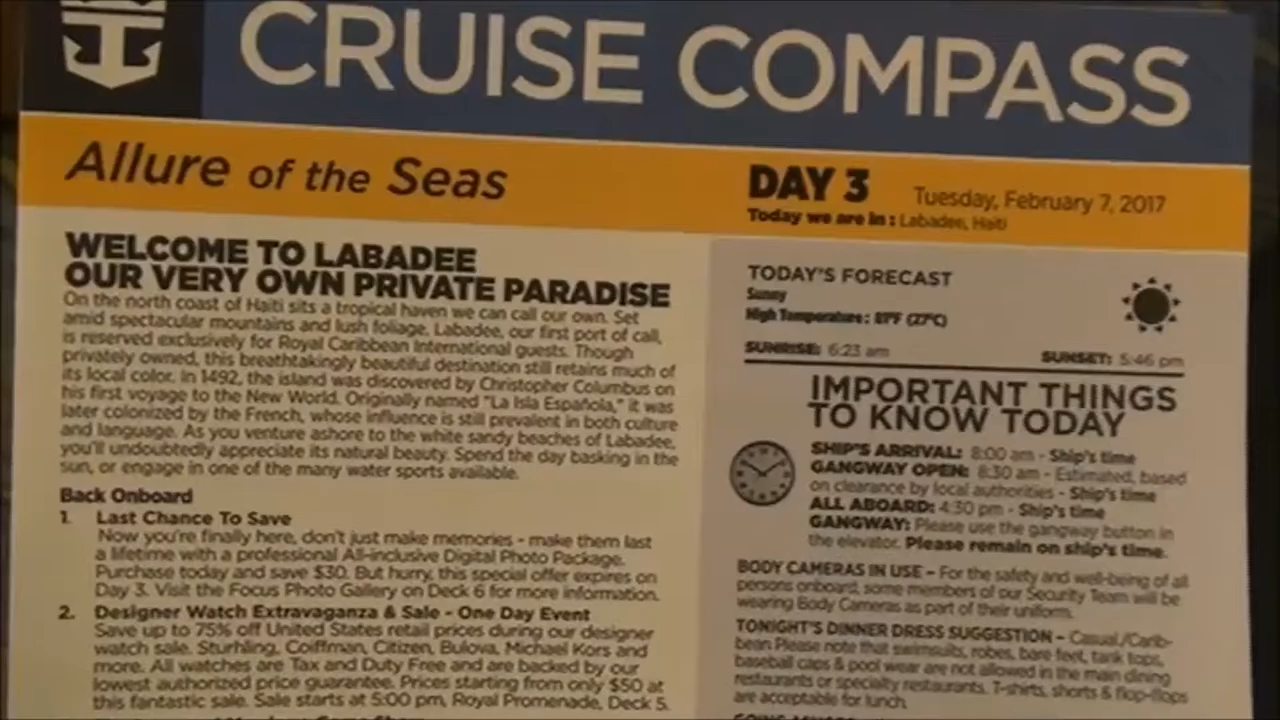 CRUISE COMPASS
Allure of the Seas
DAY 3 Tuesday, February 7, 2017
Today we are in: Labadee, Haiti
WELCOME TO LABADEE
OUR VERY OWN PRIVATE PARADISE
On the north coast of Haiti sits a tropical haven we can call our own. Set
amid spectacular mountains and lush foliage, Labadee, our first port of call,
is reserved exclusively for Royal Caribbean International guests. Though
privately owned, this breathtakingly beautiful destination still retains much of
its local color. In 1492, the island was discovered by Christopher Columbus on
his first voyage to the New World. Originally named "La Isla Española," it was
later colonized by the French, whose influence is still prevalent in both culture
and language. As you venture ashore to the white sandy beaches of Labadee,
you'll undoubtedly appreciate its natural beauty. Spend the day basking in the
sun, or engage in one of the many water sports available.
Back Onboard
1. Last Chance To Save
Now you're finally here, don't just make memories - make them last
a lifetime with a professional All-inclusive Digital Photo Package.
Purchase today and save $30. But hurry, this special offer expires on
Day 3. Visit the Focus Photo Gallery on Deck 6 for more information.
2. Designer Watch Extravaganza & Sale - One Day Event
Save up to 75% off United States retail prices during our designer
watch sale. Sturhling, Coiffman, Citizen, Bulova, Michael Kors and
more. All watches are Tax and Duty Free and are backed by our
lowest authorized price guarantee. Prices starting from only $50 at
this fantastic sale. Sale starts at 5:00 pm, Royal Promenade, Deck 5.
TODAY'S FORECAST
Sunny
High Temperature: 81ºF (27ºC)
SUNRISE: 6:23 am SUNSET: 5:46 pm
IMPORTANT THINGS
TO KNOW TODAY
SHIP'S ARRIVAL: 8:00 am - Ship's time
GANGWAY OPEN: 8:30 am - Estimated, based
on clearance by local authorities - Ship's time
ALL ABOARD: 4:30 pm - Ship's time
GANGWAY: Please use the gangway button in
the elevator. Please remain on ship's time.
BODY CAMERAS IN USE – For the safety and well-being of all
persons onboard, some members of our Security Team will be
wearing Body Cameras as part of their uniform.
TONIGHT'S DINNER DRESS SUGGESTION – Casual/Carib-
bean Please note that swimsuits, robes, bare feet, tank tops,
baseball caps & pool wear are not allowed in the main dining
restaurants or specialty restaurants. T-shirts, shorts & flop-flops
are acceptable for lunch.